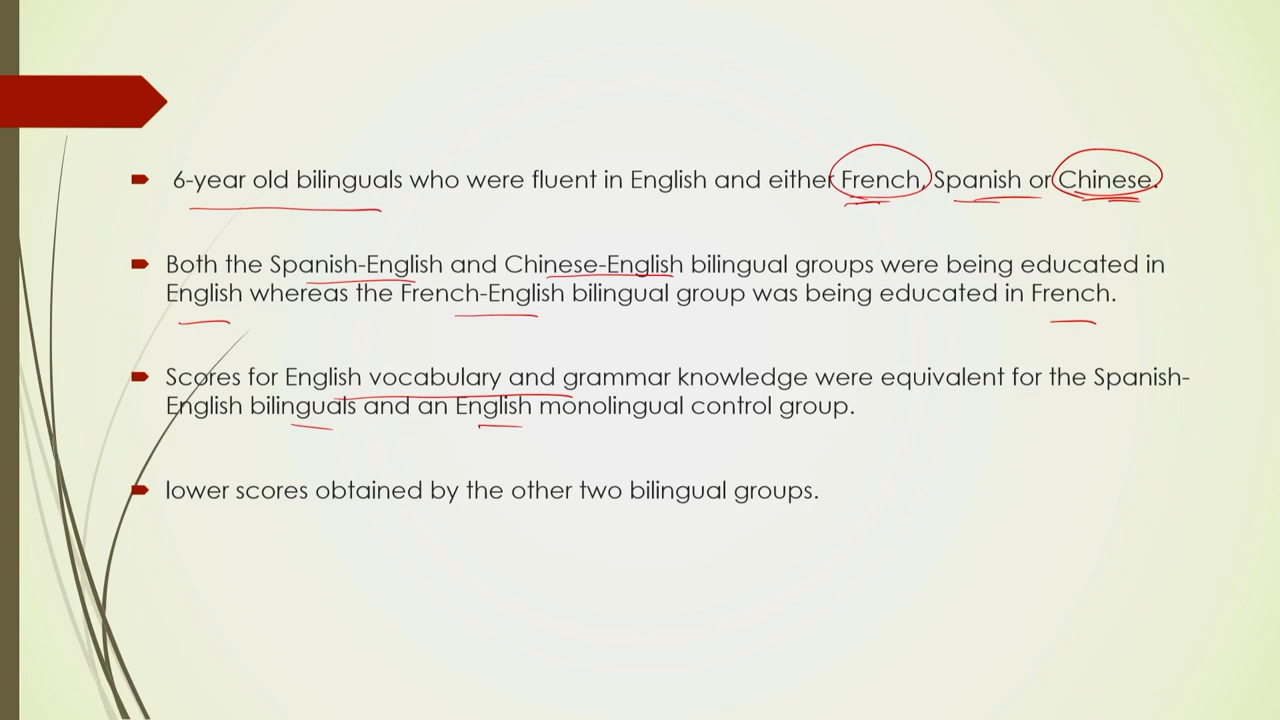 6-year old bilinguals who were fluent in English and either French, Spanish or Chinese.
Both the Spanish-English and Chinese-English bilingual groups were being educated in
English whereas the French-English bilingual group was being educated in French.
Scores for English vocabulary and grammar knowledge were equivalent for the Spanish-
English bilinguals and an English monolingual control group.
lower scores obtained by the other two bilingual groups.